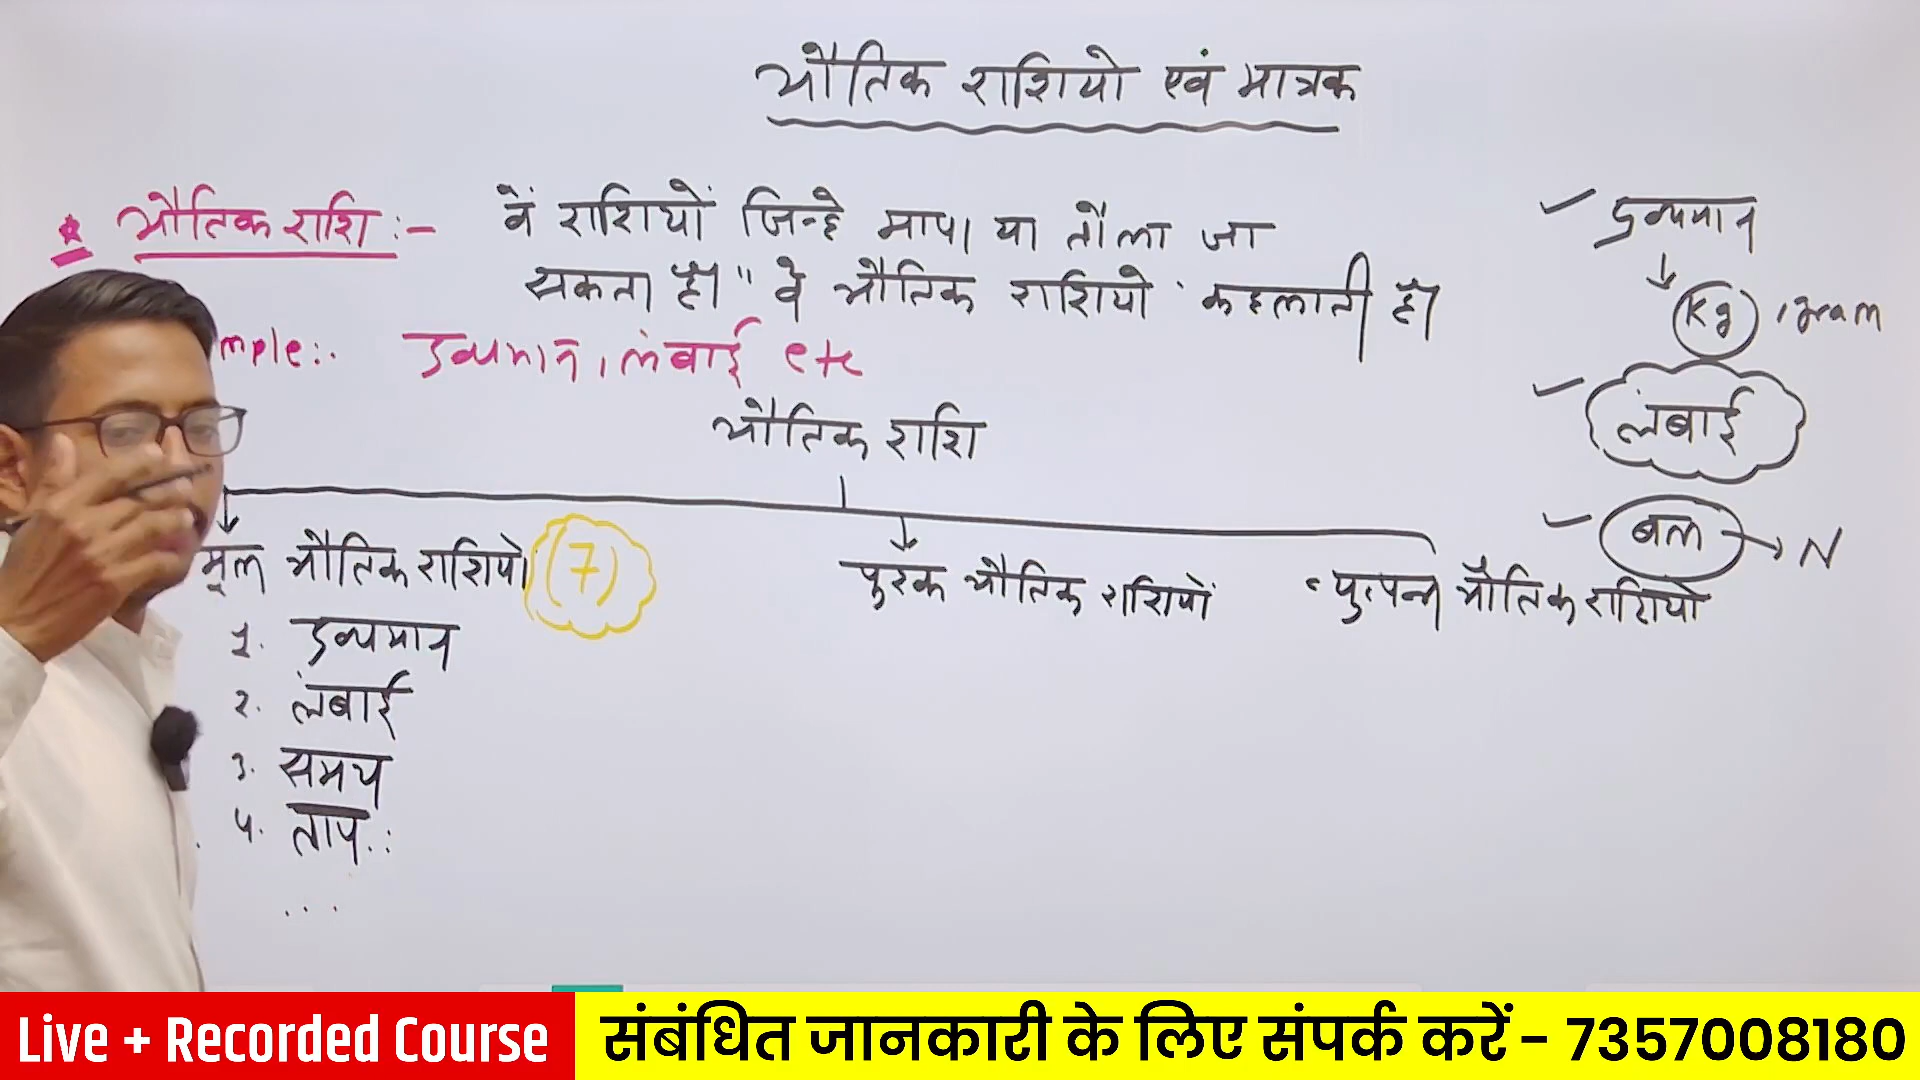 भौतिक राशियो एवं मात्रक
* भौतिक राशि :- वें राशियों जिन्हे मापा या तौला जा
सकता है। " वे भौतिक राशियो कहलाती है।
mple:. द्रव्यमान, लंबाई etc
द्रव्यमान
↓
Kg, gram
लंबाई
बल → N
भौतिक राशि
मूल भौतिक राशियो (7)
1. द्रव्यमान
2. लंबाई
3. समय
4. ताप..:
...
पुरक भौतिक राशियों
व्युत्पन्न भौतिक राशियो
Live + Recorded Course
संबंधित जानकारी के लिए संपर्क करें – 7357008180